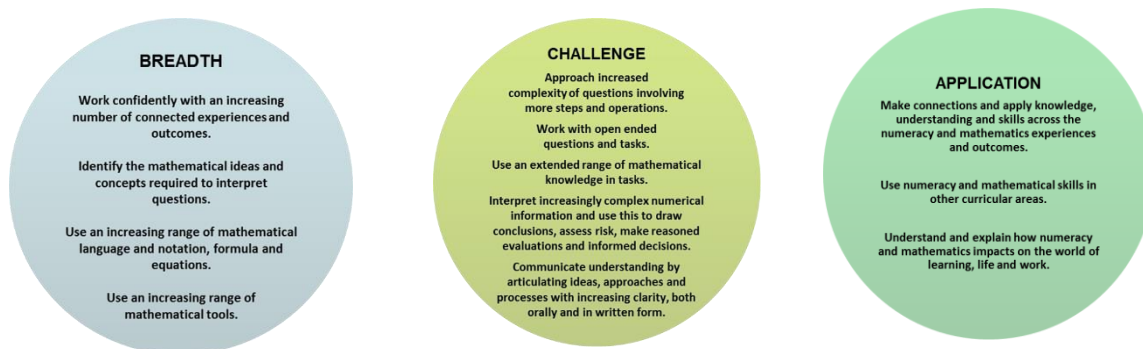 BREADTH
Work confidently with an increasing
number of connected experiences and
outcomes.
Identify the mathematical ideas and
concepts required to interpret
questions.
Use an increasing range of mathematical
language and notation, formula and
equations.
Use an increasing range of
mathematical tools.
CHALLENGE
Approach increased
complexity of questions involving
more steps and operations.
Work with open ended
questions and tasks.
Use an extended range of mathematical
knowledge in tasks.
Interpret increasingly complex numerical
information and use this to draw
conclusions, assess risk, make reasoned
evaluations and informed decisions.
Communicate understanding by
articulating ideas, approaches and
processes with increasing clarity, both
orally and in written form.
APPLICATION
Make connections and apply knowledge,
understanding and skills across the
numeracy and mathematics experiences
and outcomes.
Use numeracy and mathematical skills in
other curricular areas.
Understand and explain how numeracy
and mathematics impacts on the world of
learning, life and work.